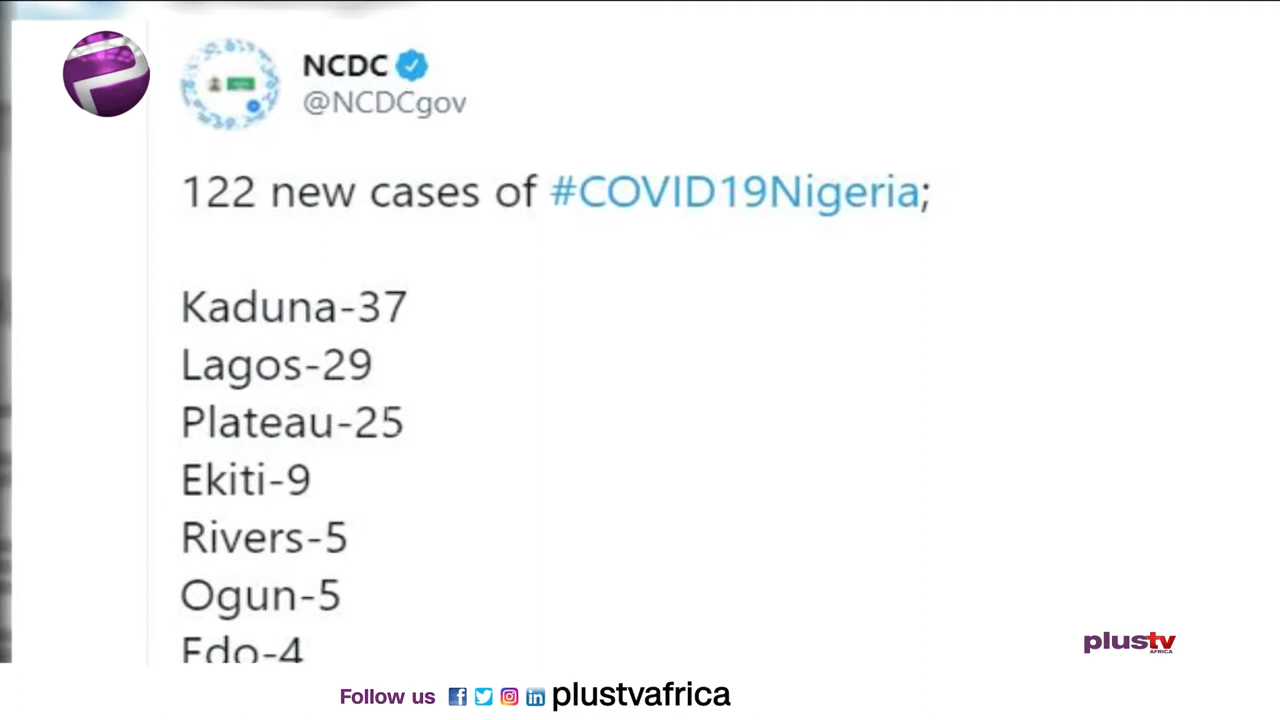 NCDC
@NCDCgov
122 new cases of #COVID19Nigeria;
Kaduna-37
Lagos-29
Plateau-25
Ekiti-9
Rivers-5
Ogun-5
Edo-4
plustv
AFRICA
Follow us plustvafrica